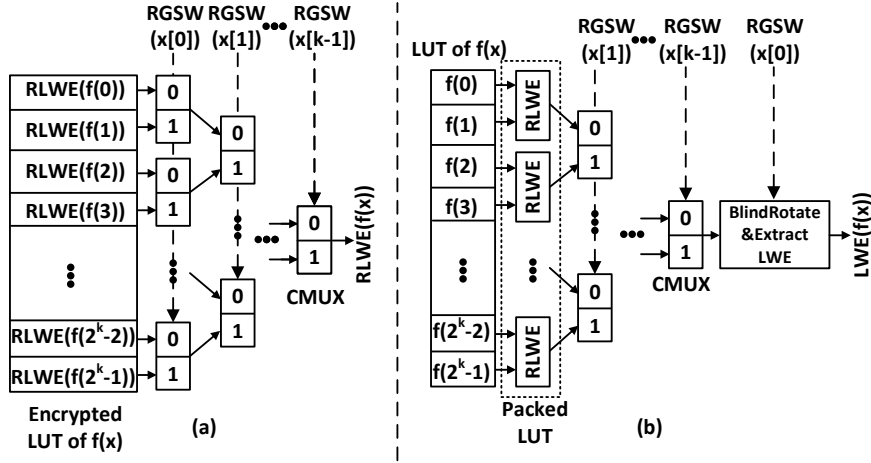 RGSW RGSW RGSW
(x[0]) (x[1]) (x[k-1])
RLWE(f(0))
RLWE(f(1))
RLWE(f(2))
RLWE(f(3))
RLWE(f(2^k-2))
RLWE(f(2^k-1))
0
1
0
1
0
1
0
1
0
1
0
1
CMUX
RLWE(f(x))
Encrypted
LUT of f(x)
(a)
LUT of f(x)
RGSW RGSW RGSW
(x[1]) (x[k-1]) (x[0])
f(0)
f(1)
f(2)
f(3)
f(2^k-2)
f(2^k-1)
RLWE
RLWE
RLWE
0
1
0
1
0
1
CMUX
BlindRotate
&Extract
LWE
LWE(f(x))
Packed
LUT
(b)